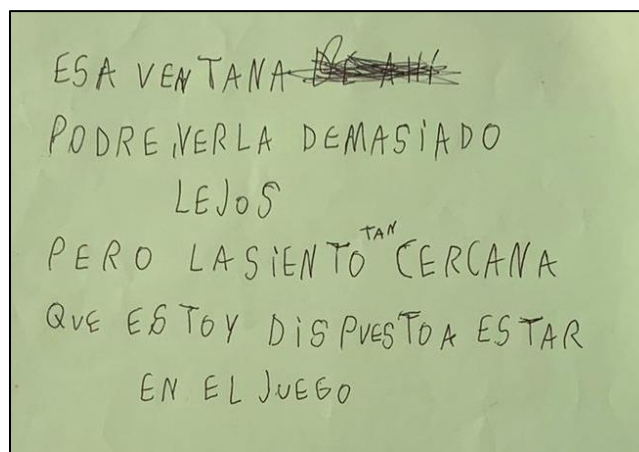 ESA VENTANA
PODRE VERLA DEMASIADO
LEJOS
PERO LA SIENTO TAN CERCANA
QUE ESTOY DISPUESTO A ESTAR
EN EL JUEGO